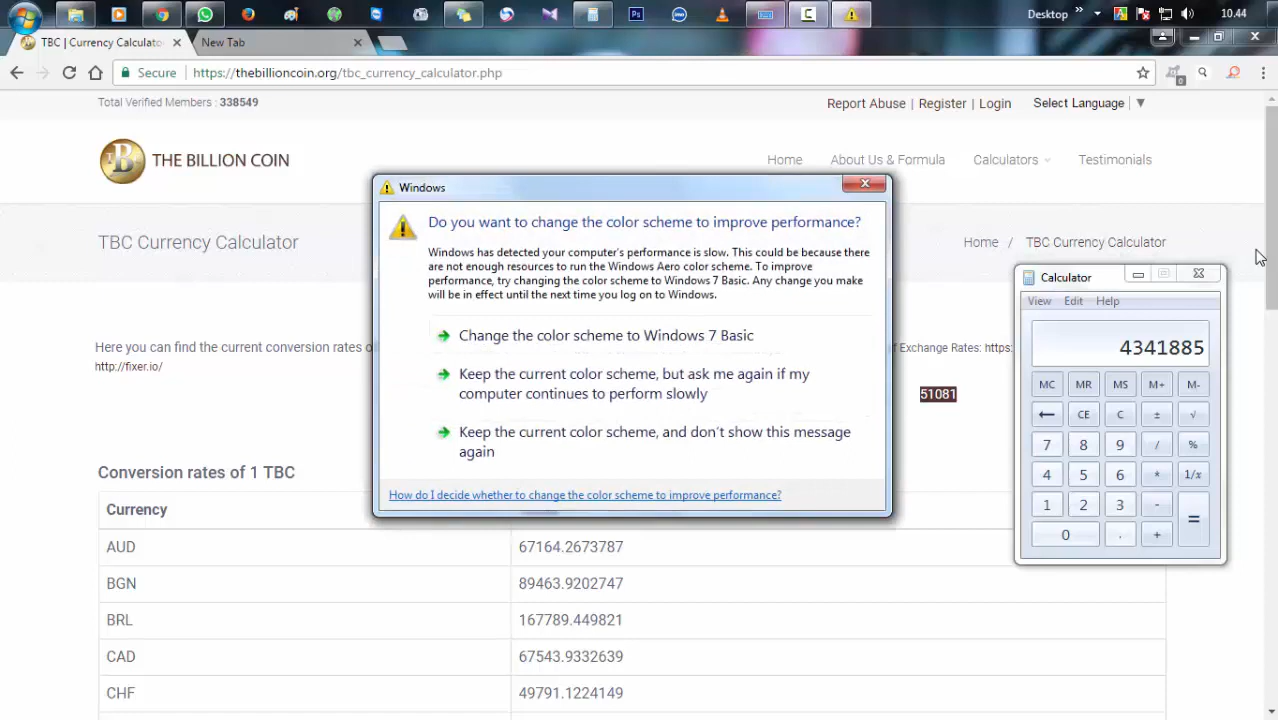 Desktop
»
10.44
TBC | Currency Calculato
New Tab
Secure
https://thebillioncoin.org/tbc_currency_calculator.php
0
Total Verified Members : 338549
Report Abuse | Register | Login
Select Language ▼
THE BILLION COIN
Home
About Us & Formula
Calculators
Testimonials
TBC Currency Calculator
Home / TBC Currency Calculator
Windows
Do you want to change the color scheme to improve performance?
Windows has detected your computer's performance is slow. This could be because there
are not enough resources to run the Windows Aero color scheme. To improve
performance, try changing the color scheme to Windows 7 Basic. Any change you make
will be in effect until the next time you log on to Windows.
Change the color scheme to Windows 7 Basic
Keep the current color scheme, but ask me again if my
computer continues to perform slowly
Keep the current color scheme, and don't show this message
again
How do I decide whether to change the color scheme to improve performance?
Here you can find the current conversion rates o
f Exchange Rates: https:
http://fixer.io/
51081
Calculator
View Edit Help
4341885
MC MR MS M+ M-
← CE C ± √
7 8 9 / %
4 5 6 * 1/x
1 2 3 - =
0 . +
Conversion rates of 1 TBC
Currency
AUD 67164.2673787
BGN 89463.9202747
BRL 167789.449821
CAD 67543.9332639
CHF 49791.1224149